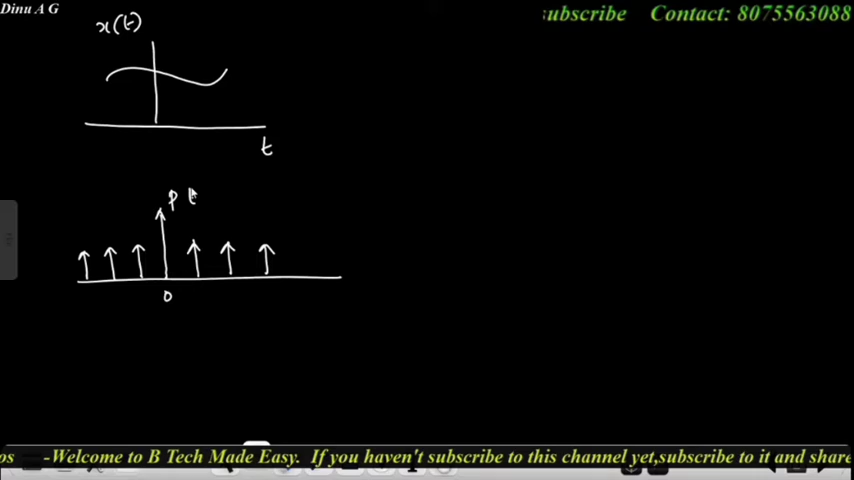 Dinu A G
ubscribe Contact: 8075563088
x(t)
t
p t
0
os -Welcome to B Tech Made Easy. If you haven't subscribe to this channel yet,subscribe to it and share